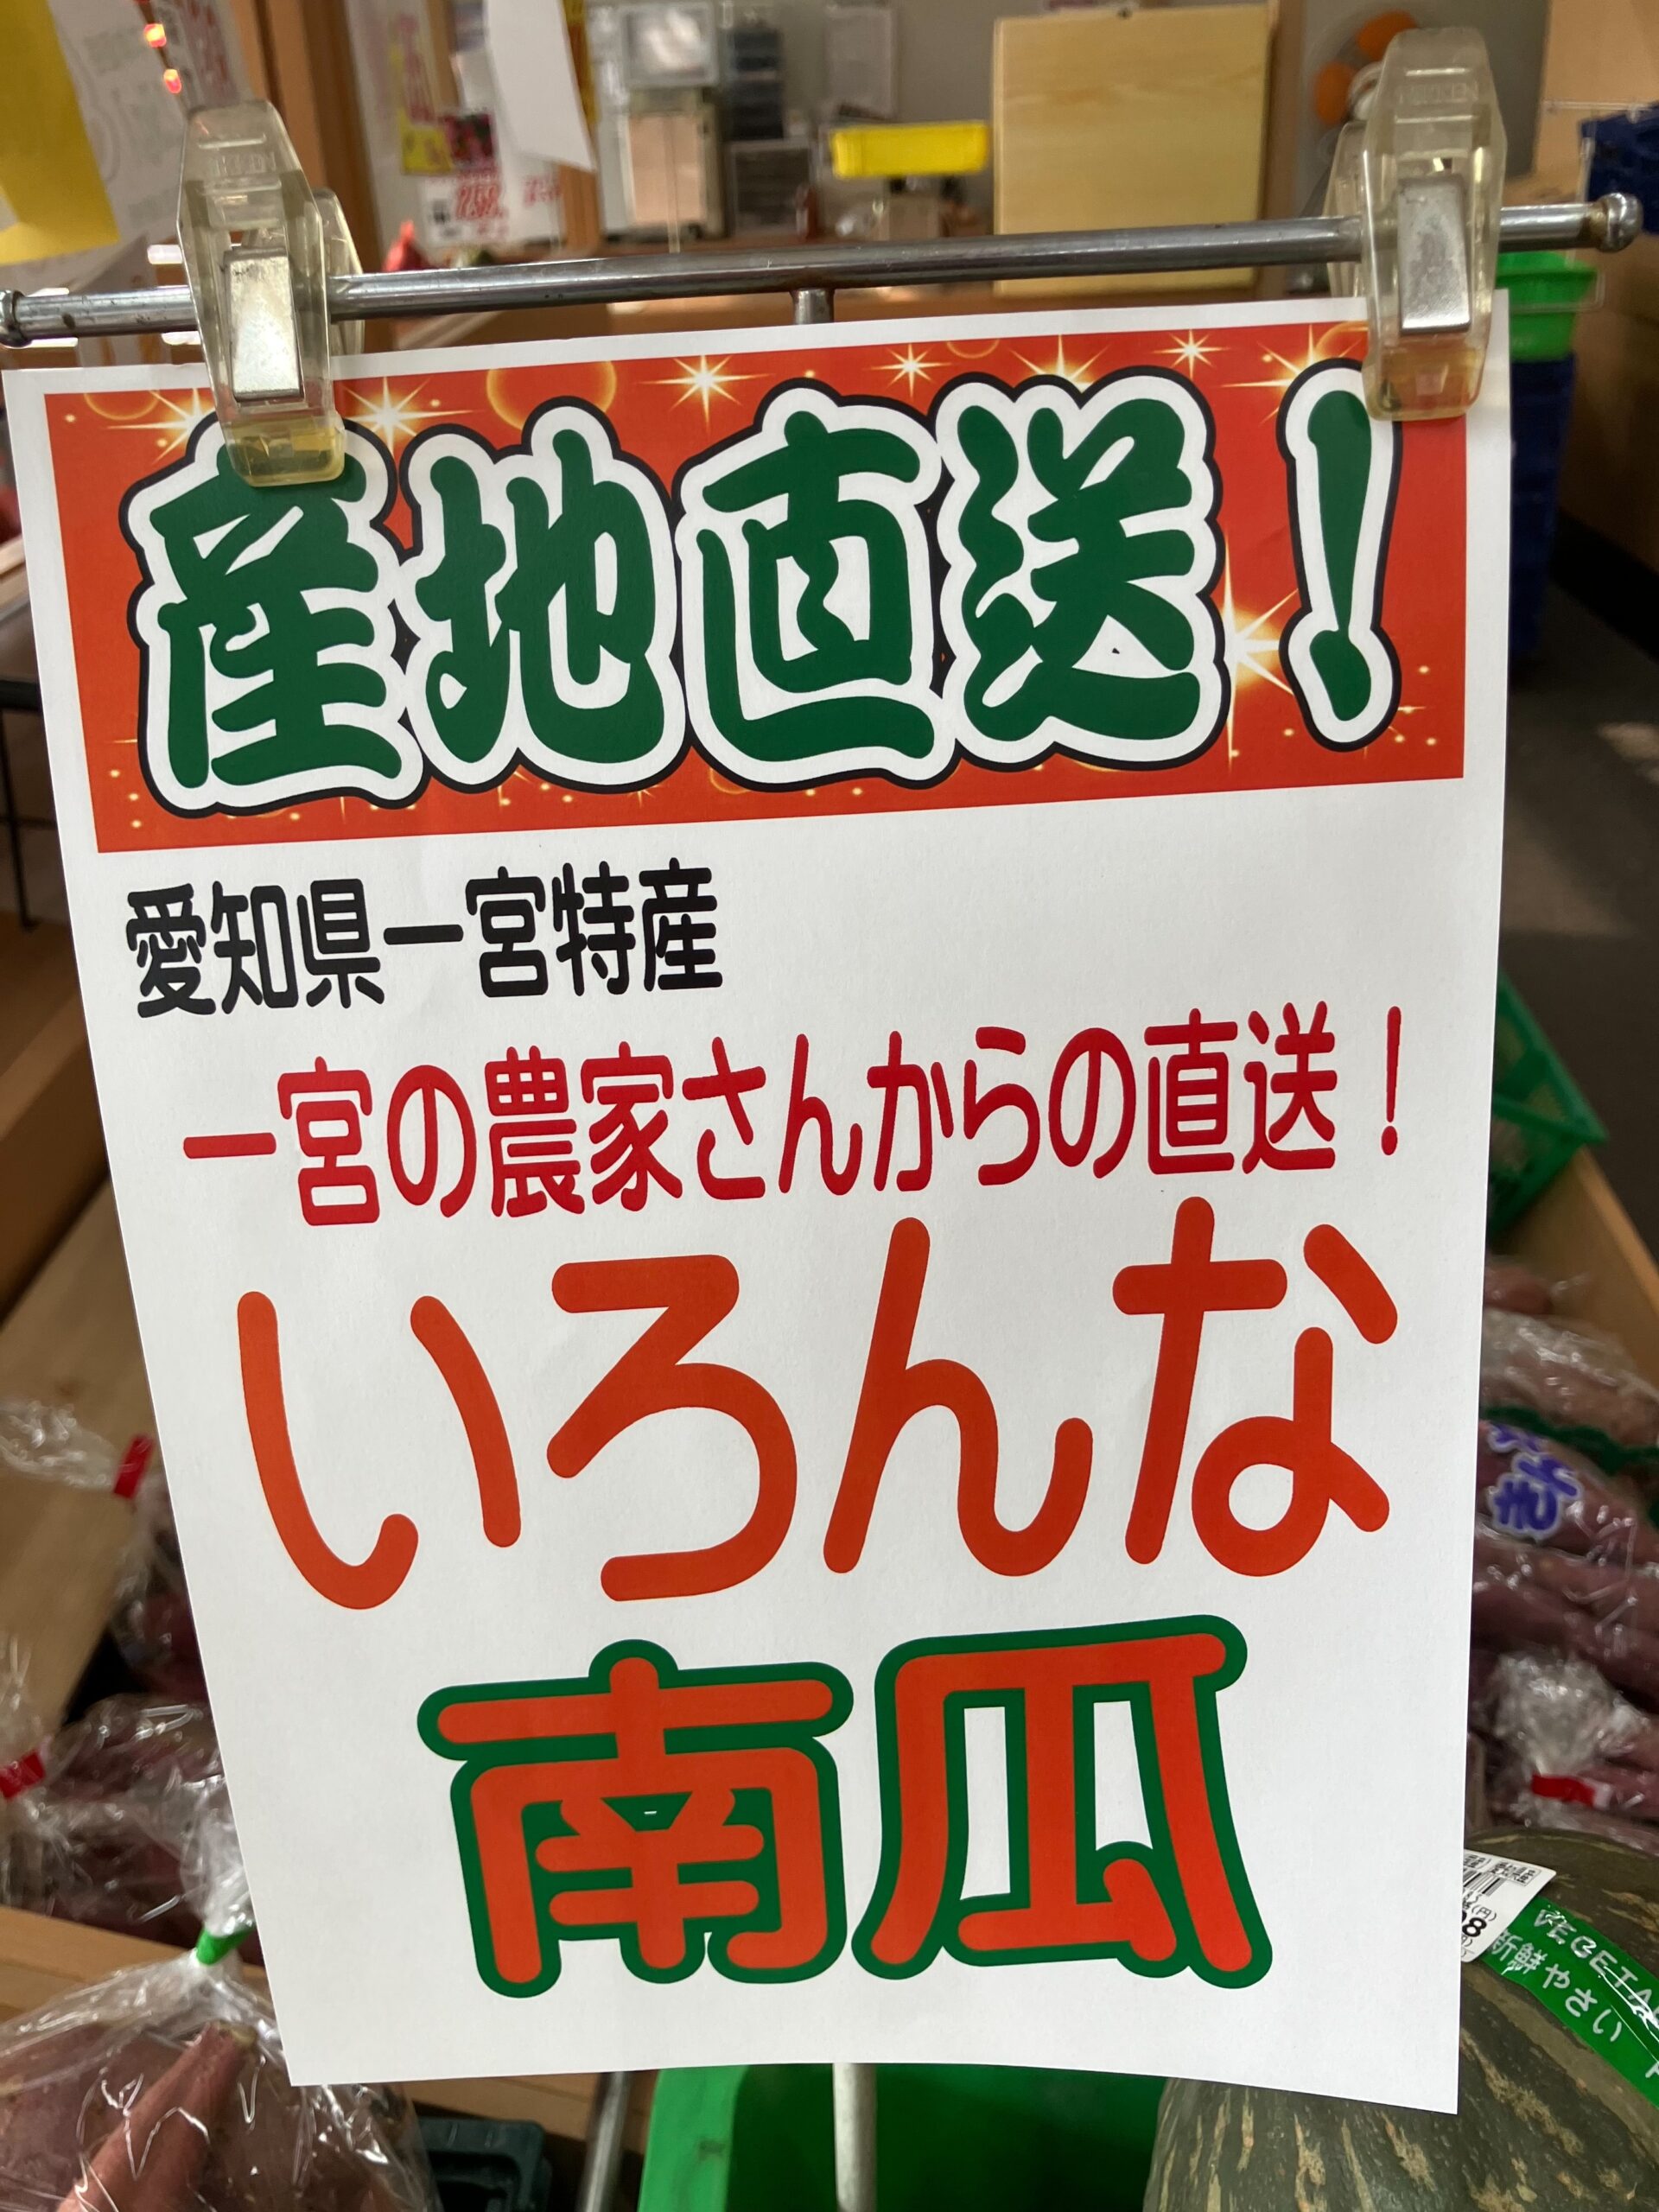 産地直送！
愛知県一宮特産
一宮の農家さんからの直送！
いろんな
南瓜
新鮮やさい